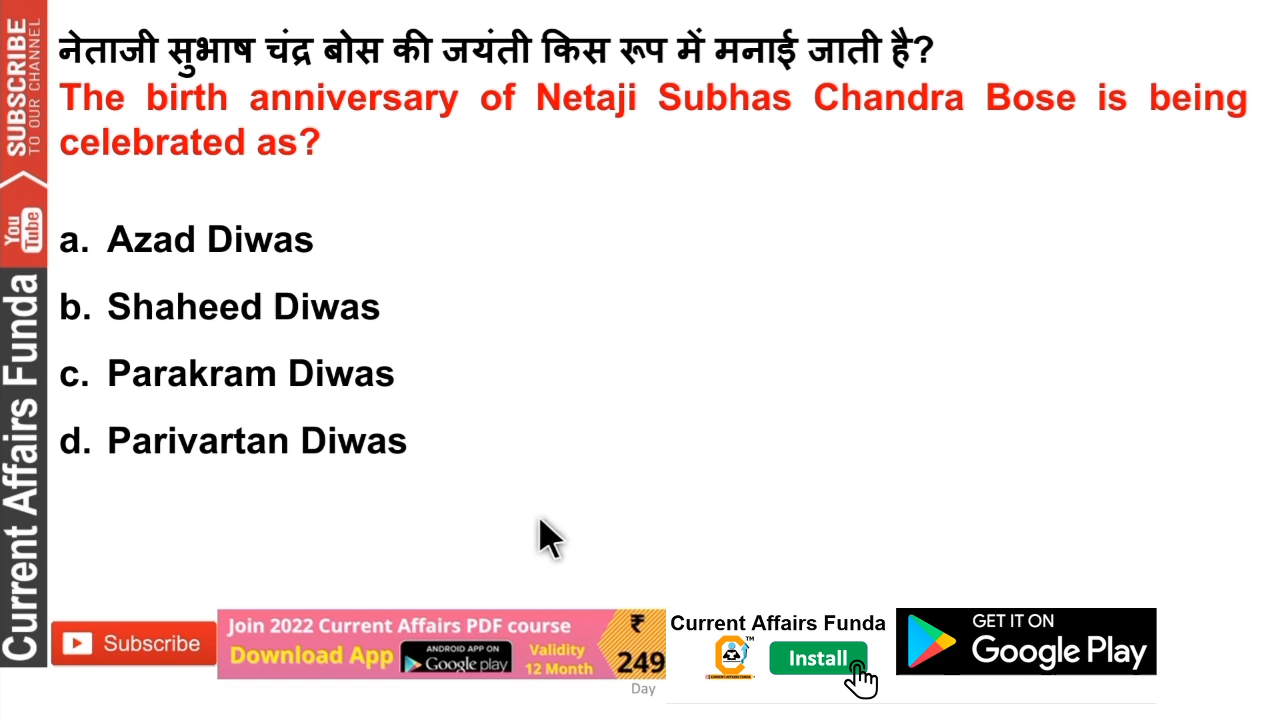 नेताजी सुभाष चंद्र बोस की जयंती किस रूप में मनाई जाती है?
The birth anniversary of Netaji Subhas Chandra Bose is being
celebrated as?
a. Azad Diwas
b. Shaheed Diwas
c. Parakram Diwas
d. Parivartan Diwas
SUBSCRIBE
TO OUR CHANNEL
You
Tube
Current Affairs Funda
Subscribe
Join 2022 Current Affairs PDF course
Download App
ANDROID APP ON
Google play
Validity
12 Month
₹
249
Day
Current Affairs Funda
TM
Install
GET IT ON
Google Play